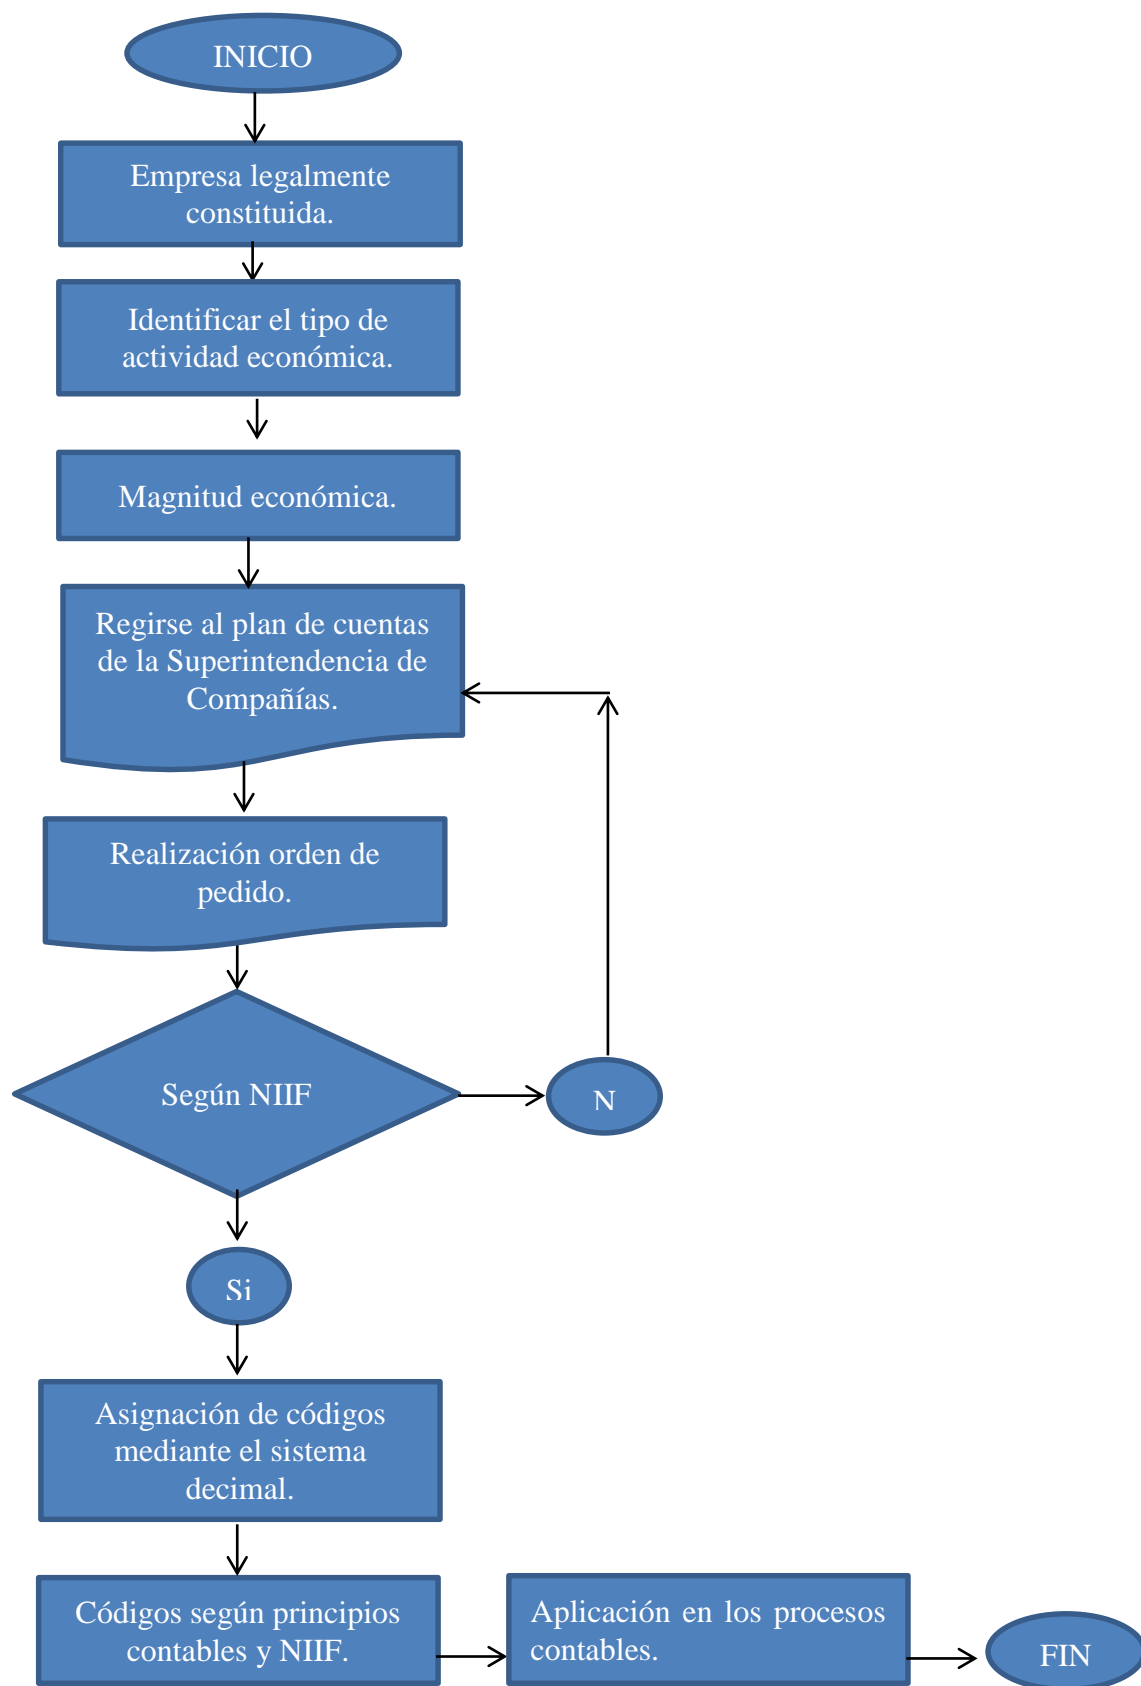 INICIO
Empresa legalmente
constituida.
Identificar el tipo de
actividad económica.
Magnitud económica.
Regirse al plan de cuentas
de la Superintendencia de
Compañías.
Realización orden de
pedido.
Según NIIF
N
Si
Asignación de códigos
mediante el sistema
decimal.
Códigos según principios
contables y NIIF.
Aplicación en los procesos
contables.
FIN